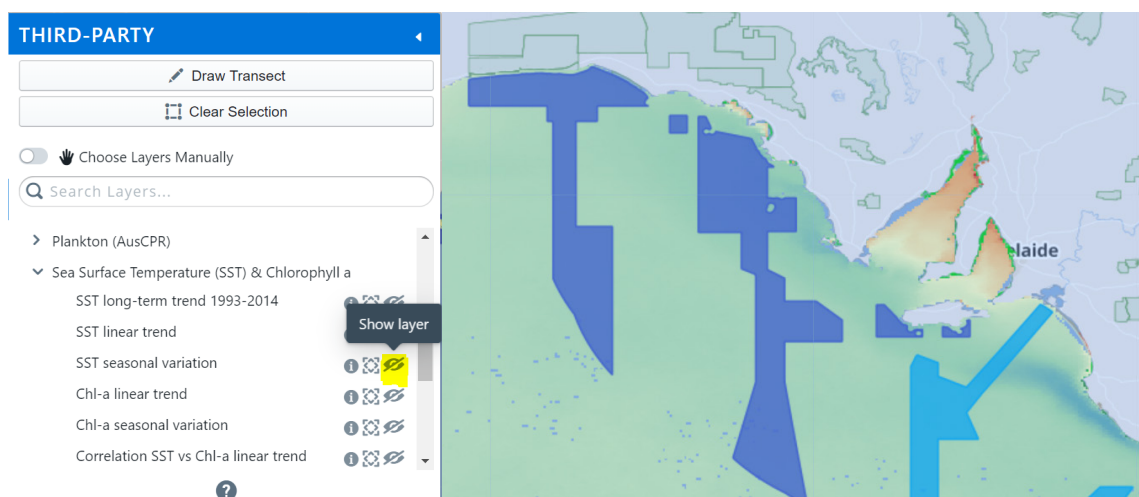 THIRD-PARTY
Draw Transect
Clear Selection
Choose Layers Manually
Search Layers...
Plankton (AusCPR)
Sea Surface Temperature (SST) & Chlorophyll a
SST long-term trend 1993-2014
Show layer
SST linear trend
SST seasonal variation
Chl-a linear trend
Chl-a seasonal variation
Correlation SST vs Chl-a linear trend
elaide